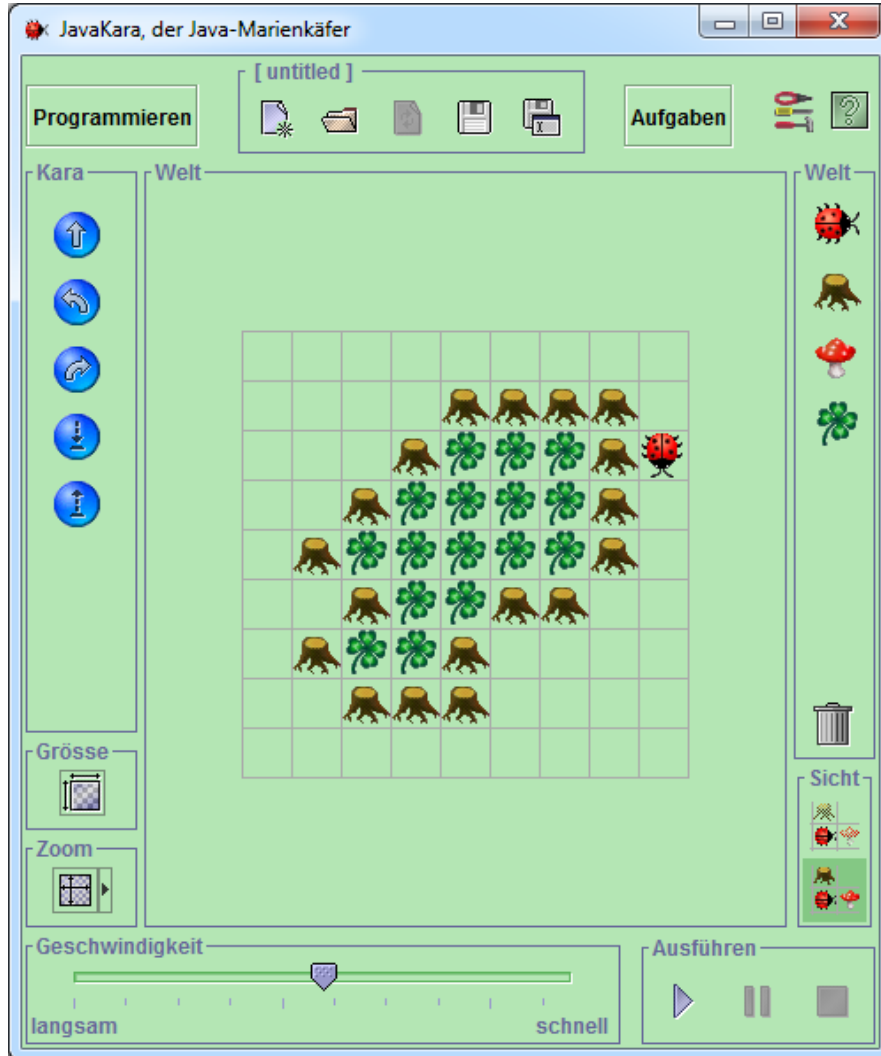 JavaKara, der Java-Marienkäfer
[ untitled ]
Programmieren
Aufgaben
Kara
Welt
Welt
Grösse
Sicht
Zoom
Geschwindigkeit
Ausführen
langsam
schnell